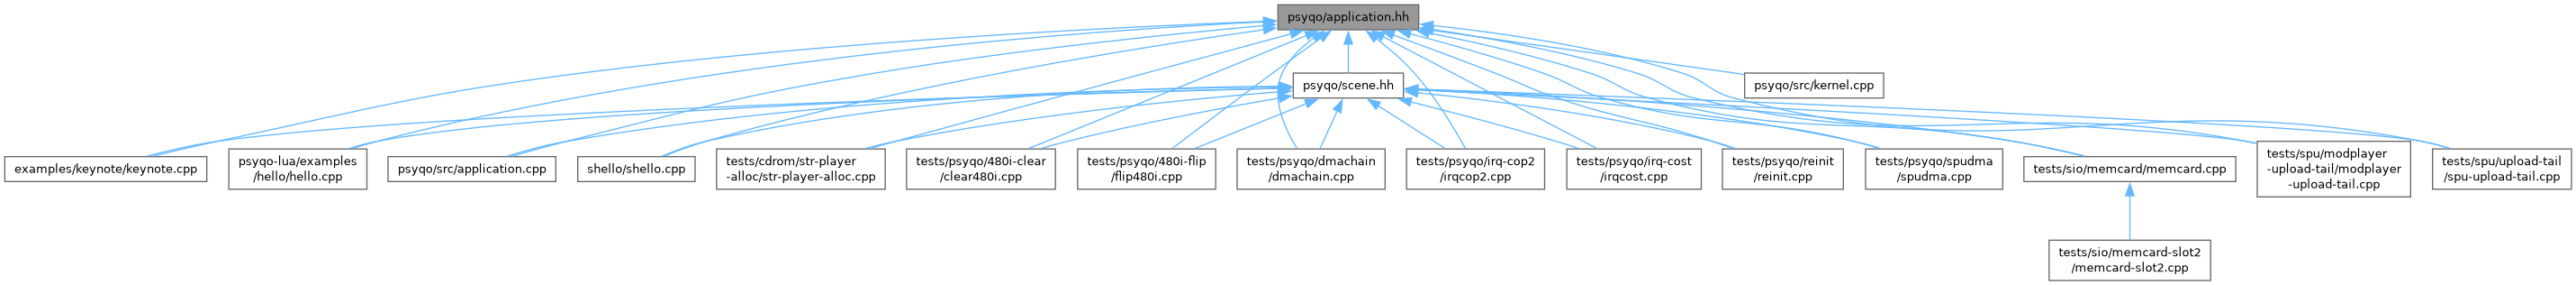 psyqo/application.hh
psyqo/scene.hh
psyqo/src/kernel.cpp
examples/keynote/keynote.cpp
psyqo-lua/examples
/hello/hello.cpp
psyqo/src/application.cpp
shello/shello.cpp
tests/cdrom/str-player
-alloc/str-player-alloc.cpp
tests/psyqo/480i-clear
/clear480i.cpp
tests/psyqo/480i-flip
/flip480i.cpp
tests/psyqo/dmachain
/dmachain.cpp
tests/psyqo/irq-cop2
/irqcop2.cpp
tests/psyqo/irq-cost
/irqcost.cpp
tests/psyqo/reinit
/reinit.cpp
tests/psyqo/spudma
/spudma.cpp
tests/sio/memcard/memcard.cpp
tests/spu/modplayer
-upload-tail/modplayer
-upload-tail.cpp
tests/spu/upload-tail
/spu-upload-tail.cpp
tests/sio/memcard-slot2
/memcard-slot2.cpp